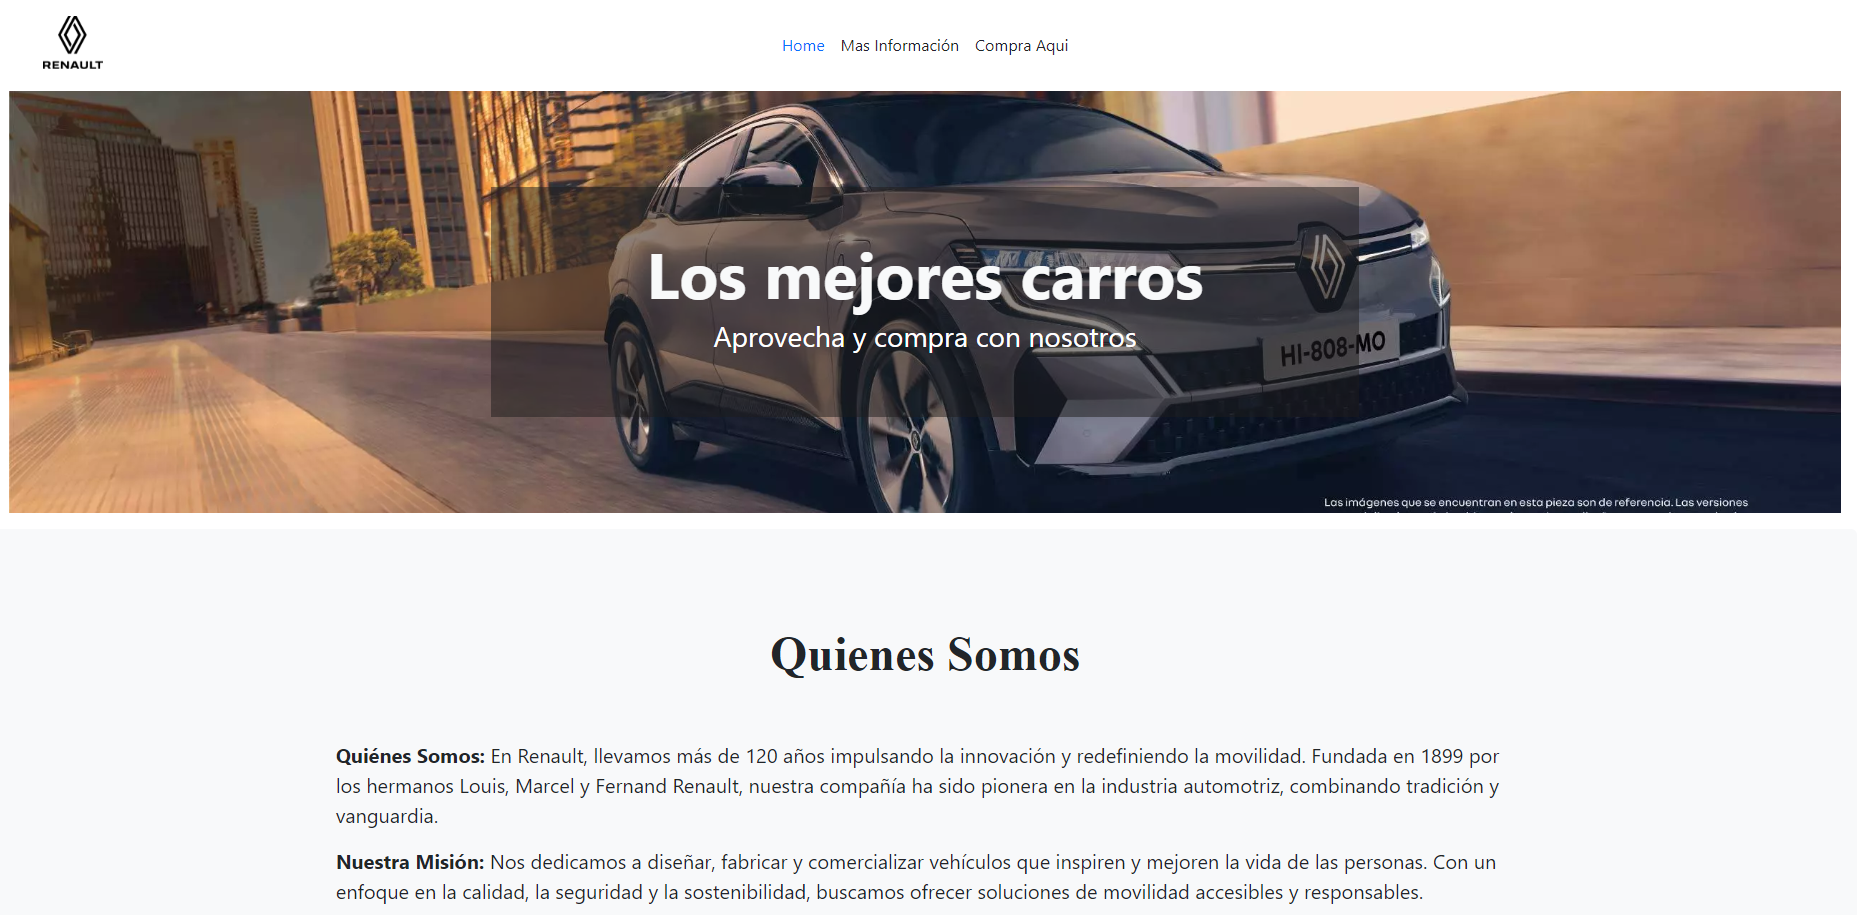 RENAULT
Home Mas Información Compra Aqui
Los mejores carros
Aprovecha y compra con nosotros
HI-808-MO
Las imágenes que se encuentran en esta pieza son de referencia. Las versiones
Quienes Somos
Quiénes Somos: En Renault, llevamos más de 120 años impulsando la innovación y redefiniendo la movilidad. Fundada en 1899 por
los hermanos Louis, Marcel y Fernand Renault, nuestra compañía ha sido pionera en la industria automotriz, combinando tradición y
vanguardia.
Nuestra Misión: Nos dedicamos a diseñar, fabricar y comercializar vehículos que inspiren y mejoren la vida de las personas. Con un
enfoque en la calidad, la seguridad y la sostenibilidad, buscamos ofrecer soluciones de movilidad accesibles y responsables.